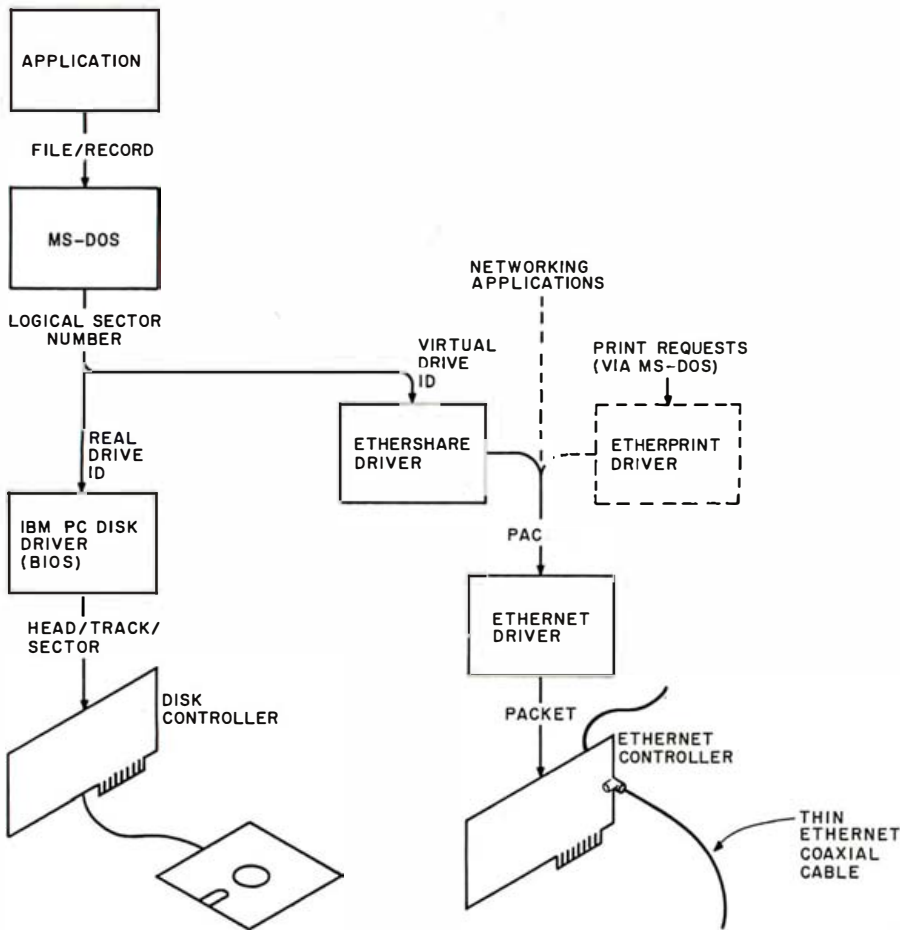 APPLICATION
FILE/RECORD
MS-DOS
LOGICAL SECTOR
NUMBER
NETWORKING
APPLICATIONS
VIRTUAL
DRIVE
ID
PRINT REQUESTS
(VIA MS-DOS)
REAL
DRIVE
ID
ETHERSHARE
DRIVER
ETHERPRINT
DRIVER
IBM PC DISK
DRIVER
(BIOS)
PAC
HEAD/TRACK/
SECTOR
ETHERNET
DRIVER
DISK
CONTROLLER
PACKET
ETHERNET
CONTROLLER
THIN
ETHERNET
COAXIAL
CABLE